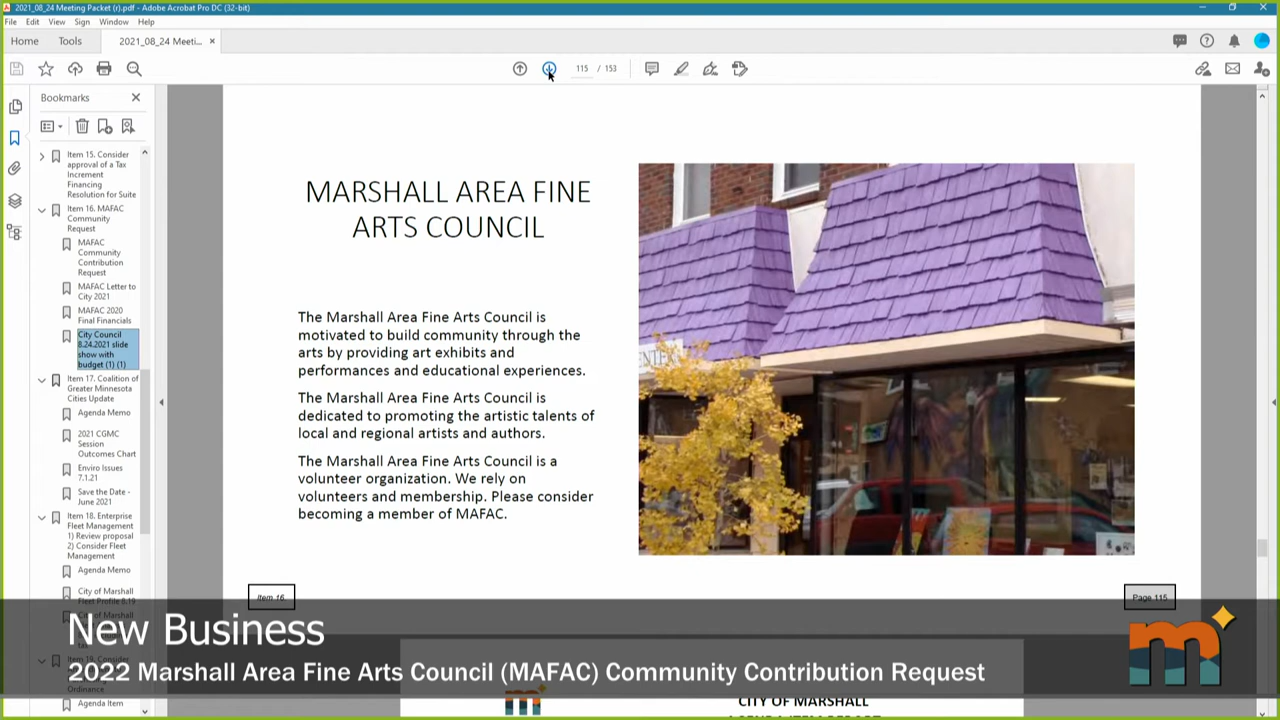 2021_08_24 Meeting Packet (r).pdf - Adobe Acrobat Pro DC (32-bit)
File Edit View Sign Window Help
Home Tools 2021_08_24 Meeti... ×
115 / 153
Bookmarks
Item 15. Consider
approval of a Tax
Increment
Financing
Resolution for Suite
Item 16. MAFAC
Community
Request
MAFAC
Community
Contribution
Request
MAFAC Letter to
City 2021
MAFAC 2020
Final Financials
City Council
8.24.2021 slide
show with
budget (1) (1)
Item 17. Coalition of
Greater Minnesota
Cities Update
Agenda Memo
2021 CGMC
Session
Outcomes Chart
Enviro Issues
7.1.21
Save the Date -
June 2021
Item 18. Enterprise
Fleet Management
1) Review proposal
2) Consider Fleet
Management
Agenda Memo
City of Marshall
Fleet Profile 8.19
City of Marshall
Item 19. Consider
Ordinance
Agenda Item
MARSHALL AREA FINE
ARTS COUNCIL
The Marshall Area Fine Arts Council is
motivated to build community through the
arts by providing art exhibits and
performances and educational experiences.
The Marshall Area Fine Arts Council is
dedicated to promoting the artistic talents of
local and regional artists and authors.
The Marshall Area Fine Arts Council is a
volunteer organization. We rely on
volunteers and membership. Please consider
becoming a member of MAFAC.
Item 16.
Page 115
New Business
2022 Marshall Area Fine Arts Council (MAFAC) Community Contribution Request
m
CITY OF MARSHALL
AGENDA ITEM REPORT